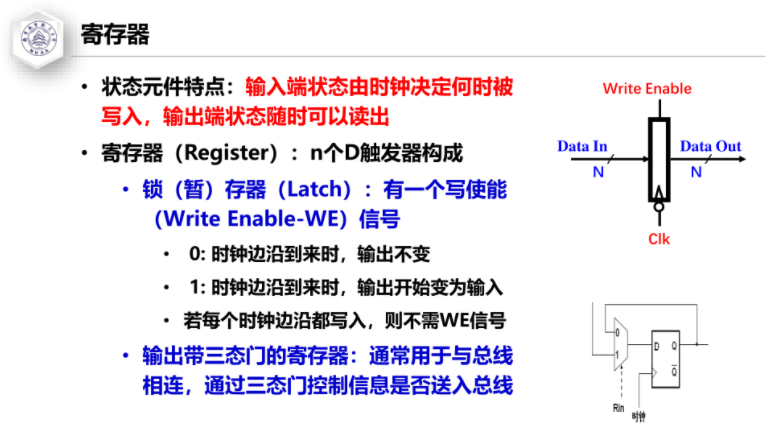 寄存器
• 状态元件特点：输入端状态由时钟决定何时被
写入，输出端状态随时可以读出
• 寄存器（Register）：n个D触发器构成
• 锁（暂）存器（Latch）：有一个写使能
（Write Enable-WE）信号
• 0: 时钟边沿到来时，输出不变
• 1: 时钟边沿到来时，输出开始变为输入
• 若每个时钟边沿都写入，则不需WE信号
• 输出带三态门的寄存器：通常用于与总线
相连，通过三态门控制信息是否送入总线
Write Enable
Data In
Data Out
N
N
Clk
0
1
D
Q
Q̅
Rin
时钟